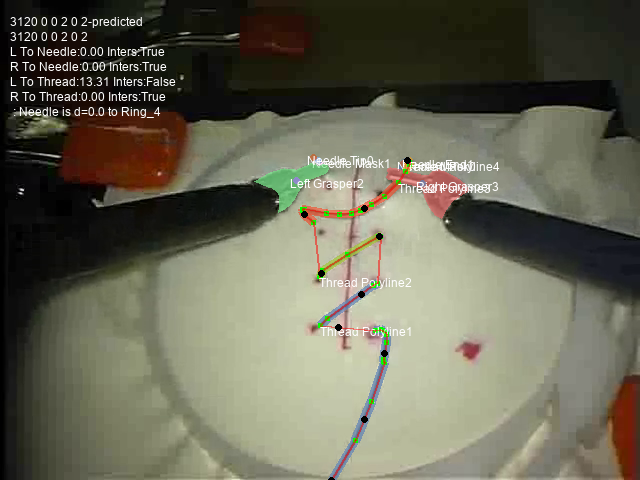 3120 0 0 2 0 2-predicted
3120 0 0 2 0 2
L To Needle:0.00 Inters:True
R To Needle:0.00 Inters:True
L To Thread:13.31 Inters:False
R To Thread:0.00 Inters:True
: Needle is d=0.0 to Ring_4
Needle Tip0
Needle Mask1
Polyline4
Left Grasper2
Thread Polyline3
Right Grasper3
Thread Polyline2
Thread Polyline1